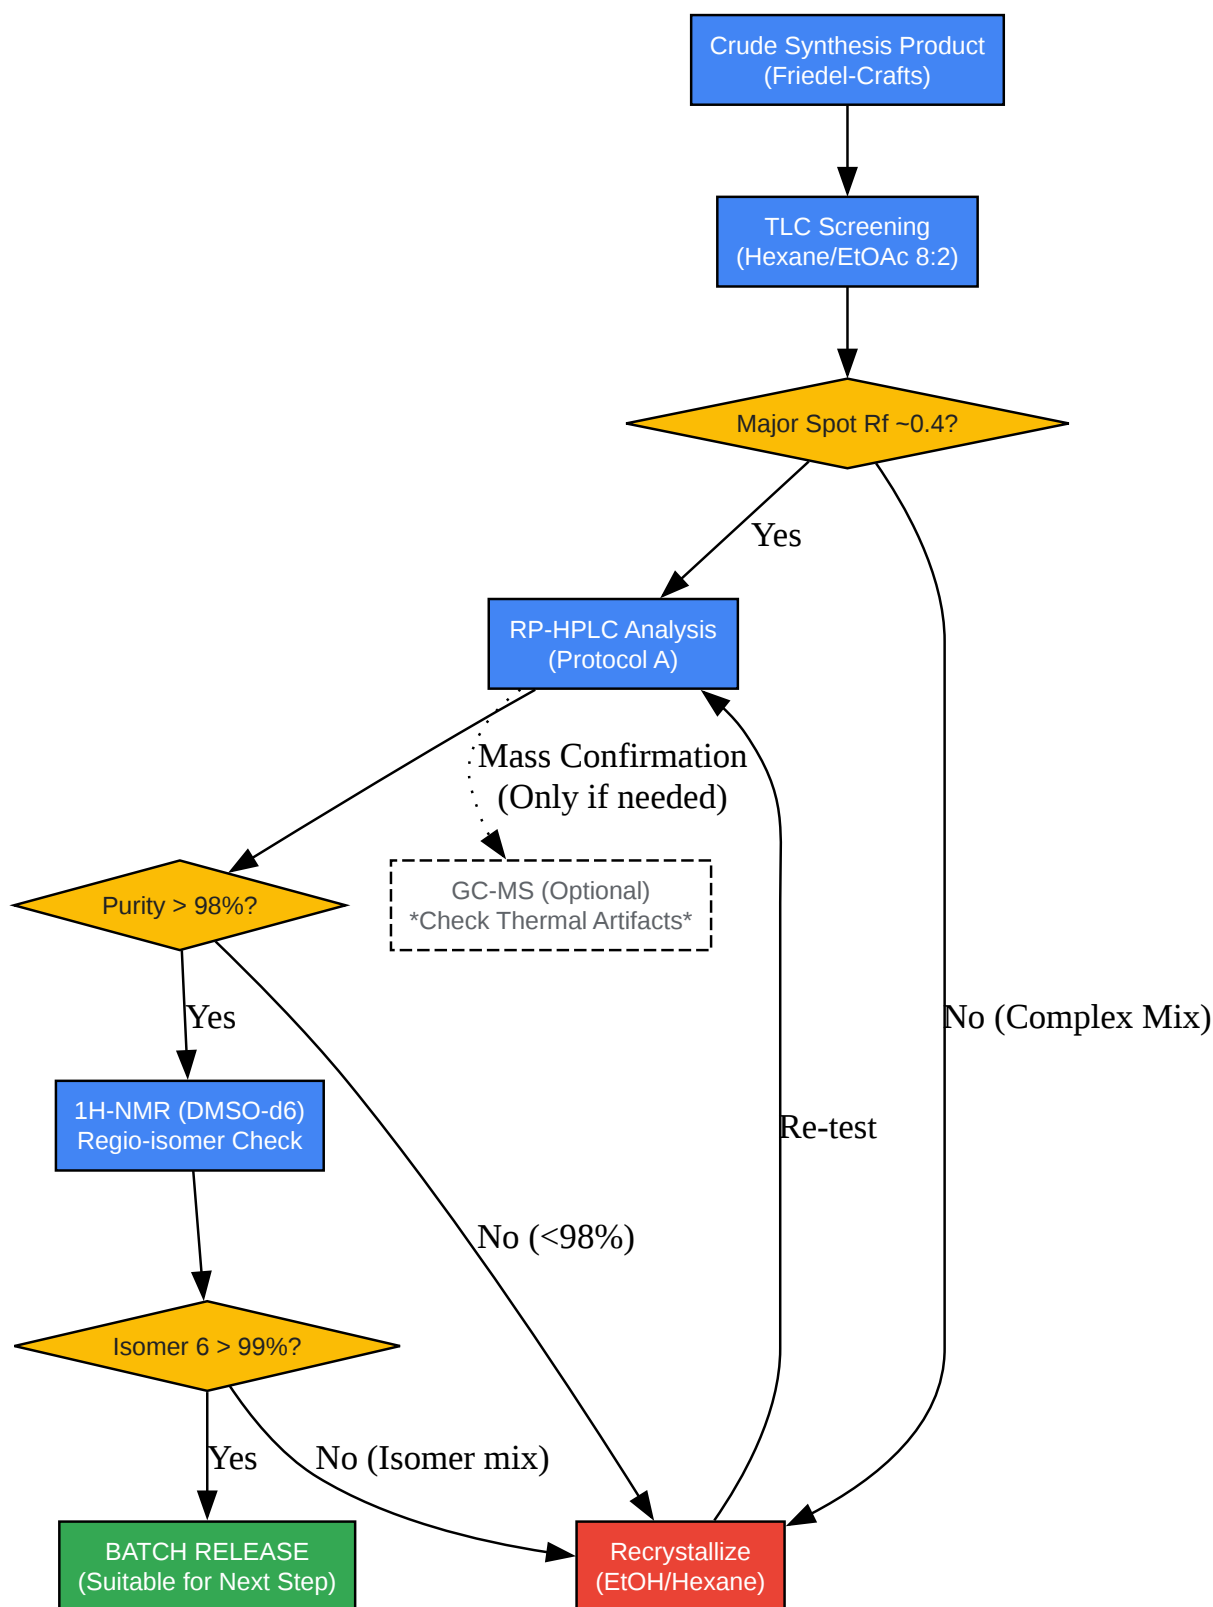 Crude Synthesis Product
(Friedel-Crafts)
TLC Screening
(Hexane/EtOAc 8:2)
Major Spot Rf ~0.4?
Yes
RP-HPLC Analysis
(Protocol A)
Mass Confirmation
(Only if needed)
GC-MS (Optional)
*Check Thermal Artifacts*
Purity > 98%?
Yes
No (Complex Mix)
1H-NMR (DMSO-d6)
Regio-isomer Check
Re-test
No (<98%)
Isomer 6 > 99%?
Yes
No (Isomer mix)
BATCH RELEASE
(Suitable for Next Step)
Recrystallize
(EtOH/Hexane)